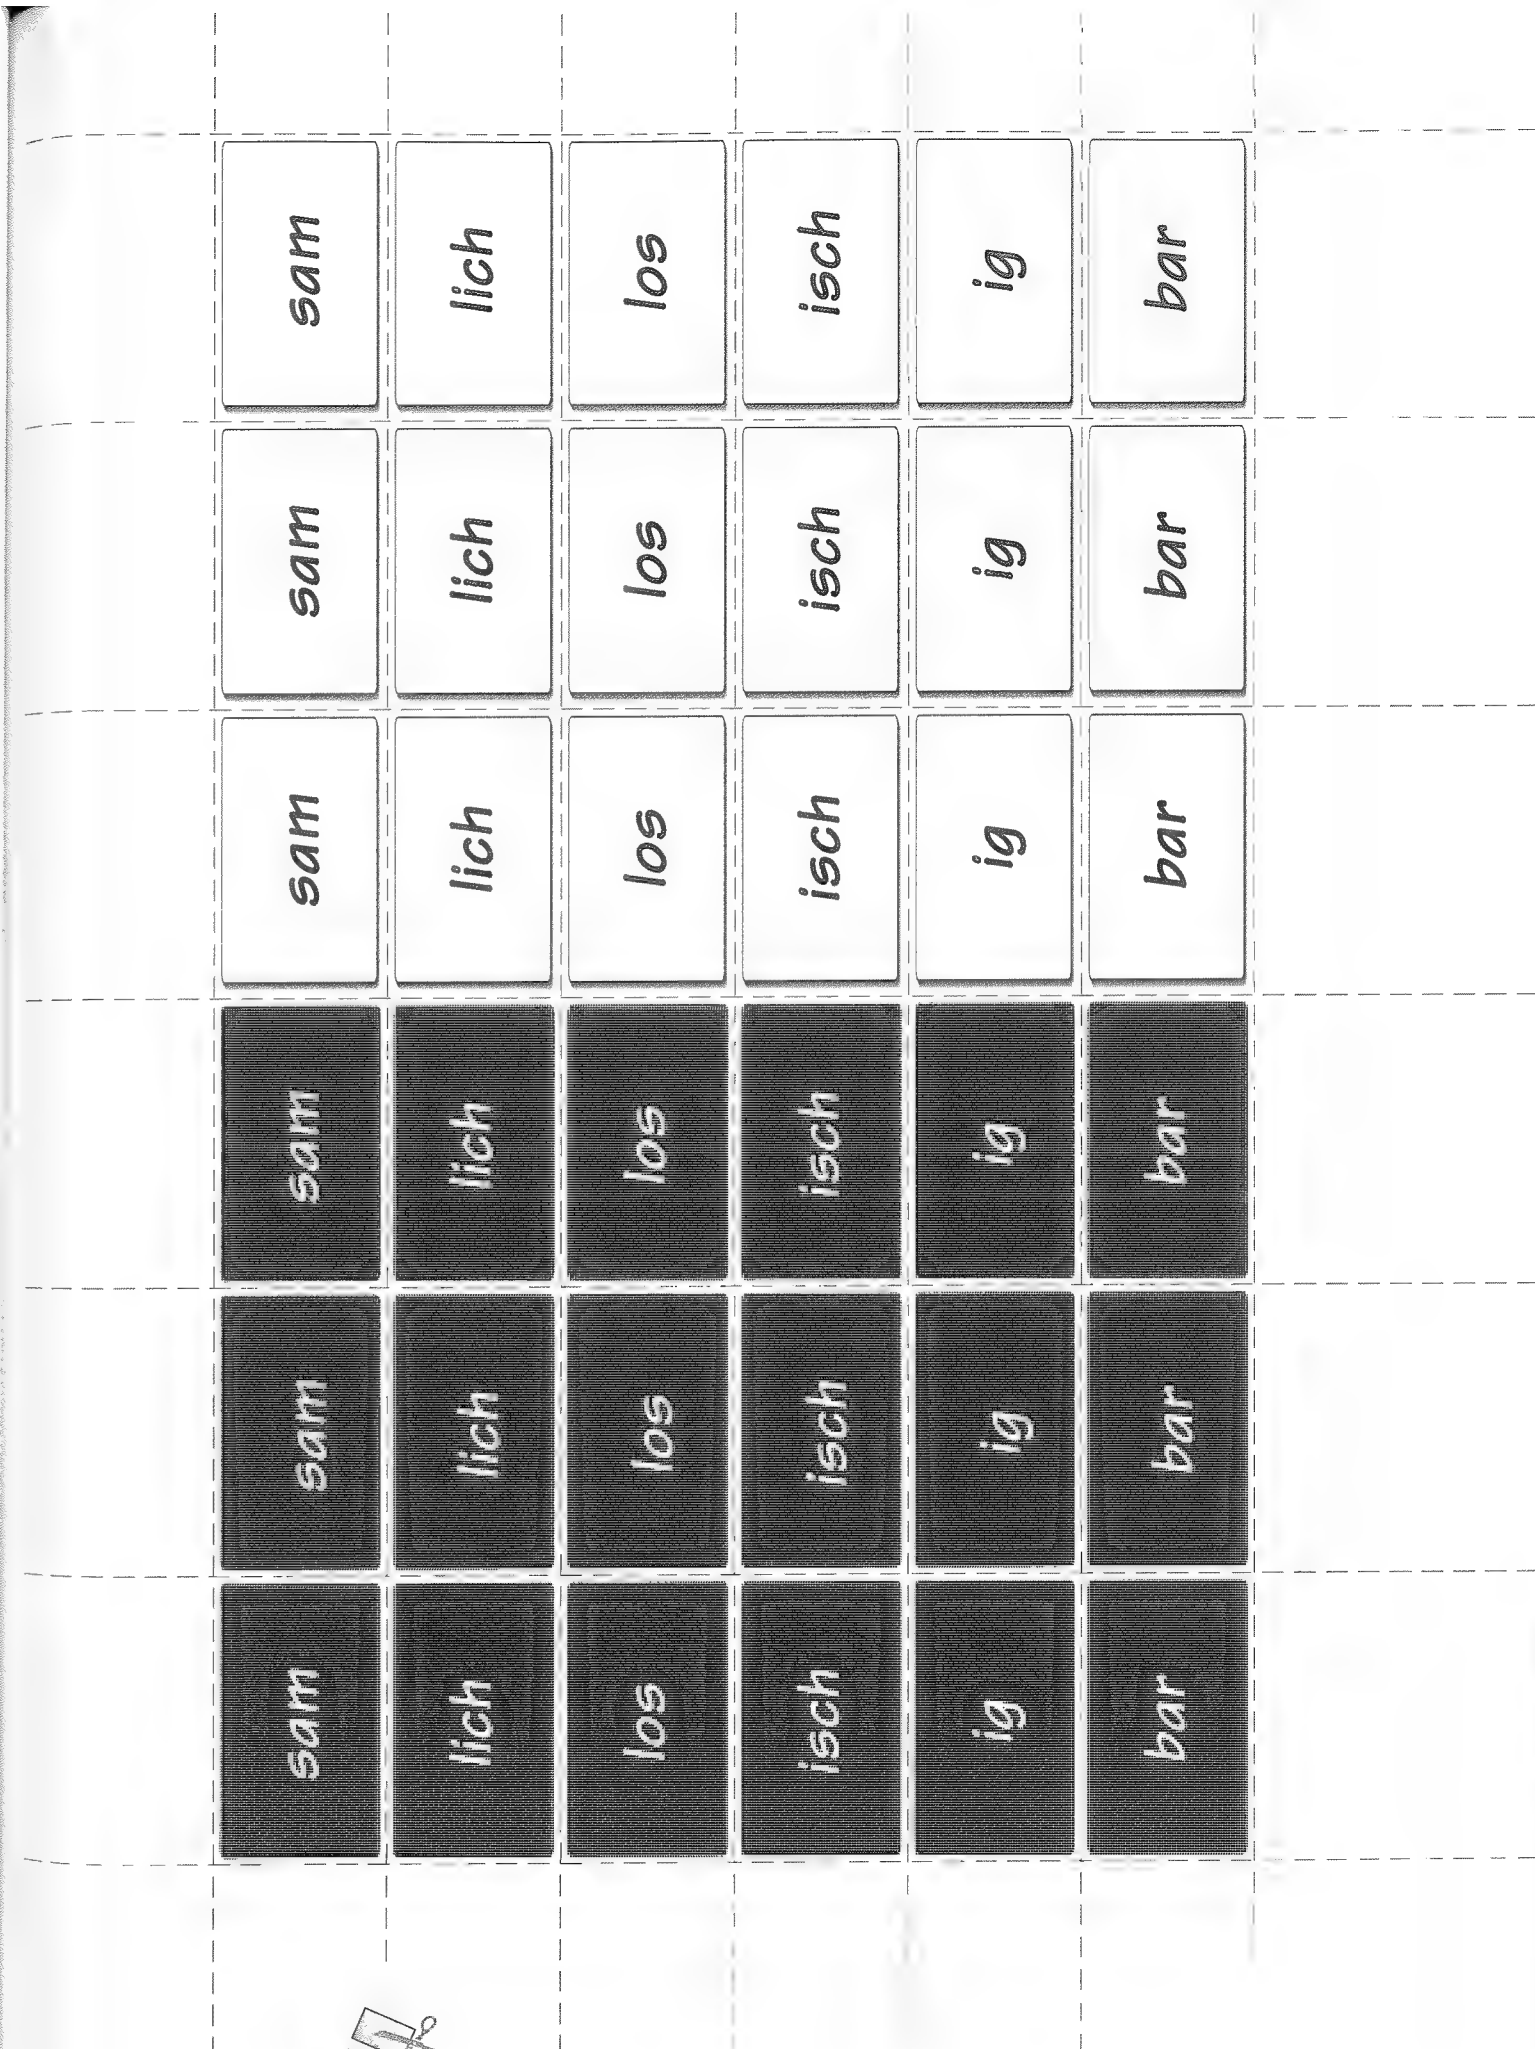 sam sam sam sam sam sam
lich lich lich lich lich lich
los los los los los los
isch isch isch isch isch isch
ig ig ig ig ig ig
bar bar bar bar bar bar